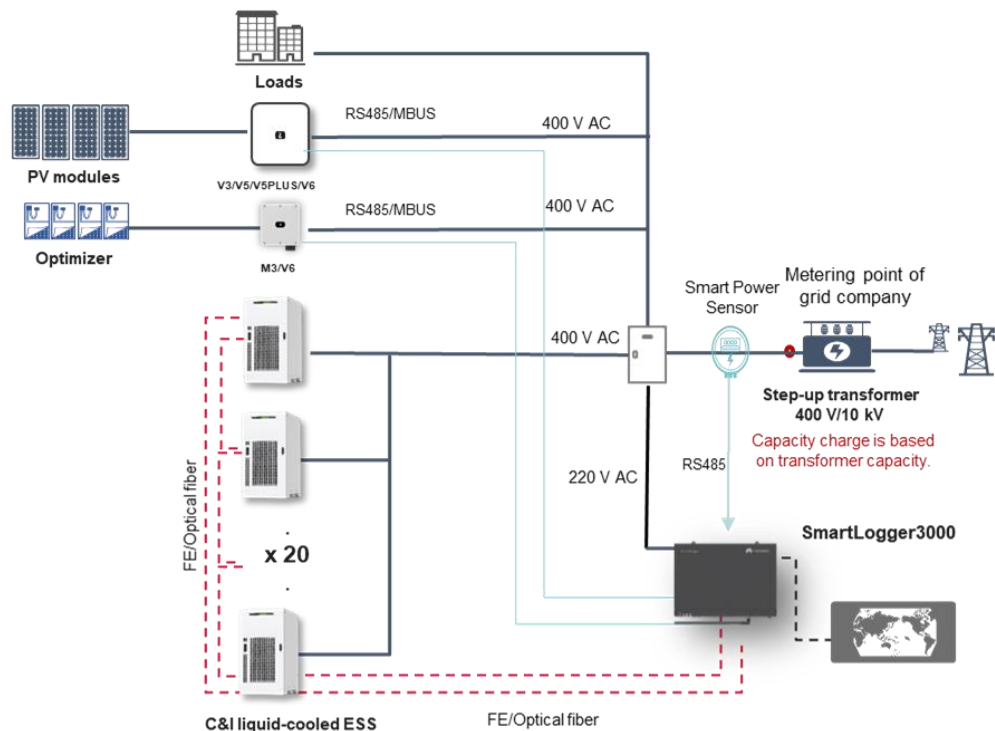 Loads
RS485/MBUS
400 V AC
PV modules
V3/V5/V5PLUS/V6
RS485/MBUS
400 V AC
Optimizer
M3/V6
Smart Power
Sensor
Metering point of
grid company
400 V AC
Step-up transformer
400 V/10 kV
Capacity charge is based
on transformer capacity.
RS485
220 V AC
FE/Optical fiber
x 20
SmartLogger3000
FE/Optical fiber
C&I liquid-cooled ESS